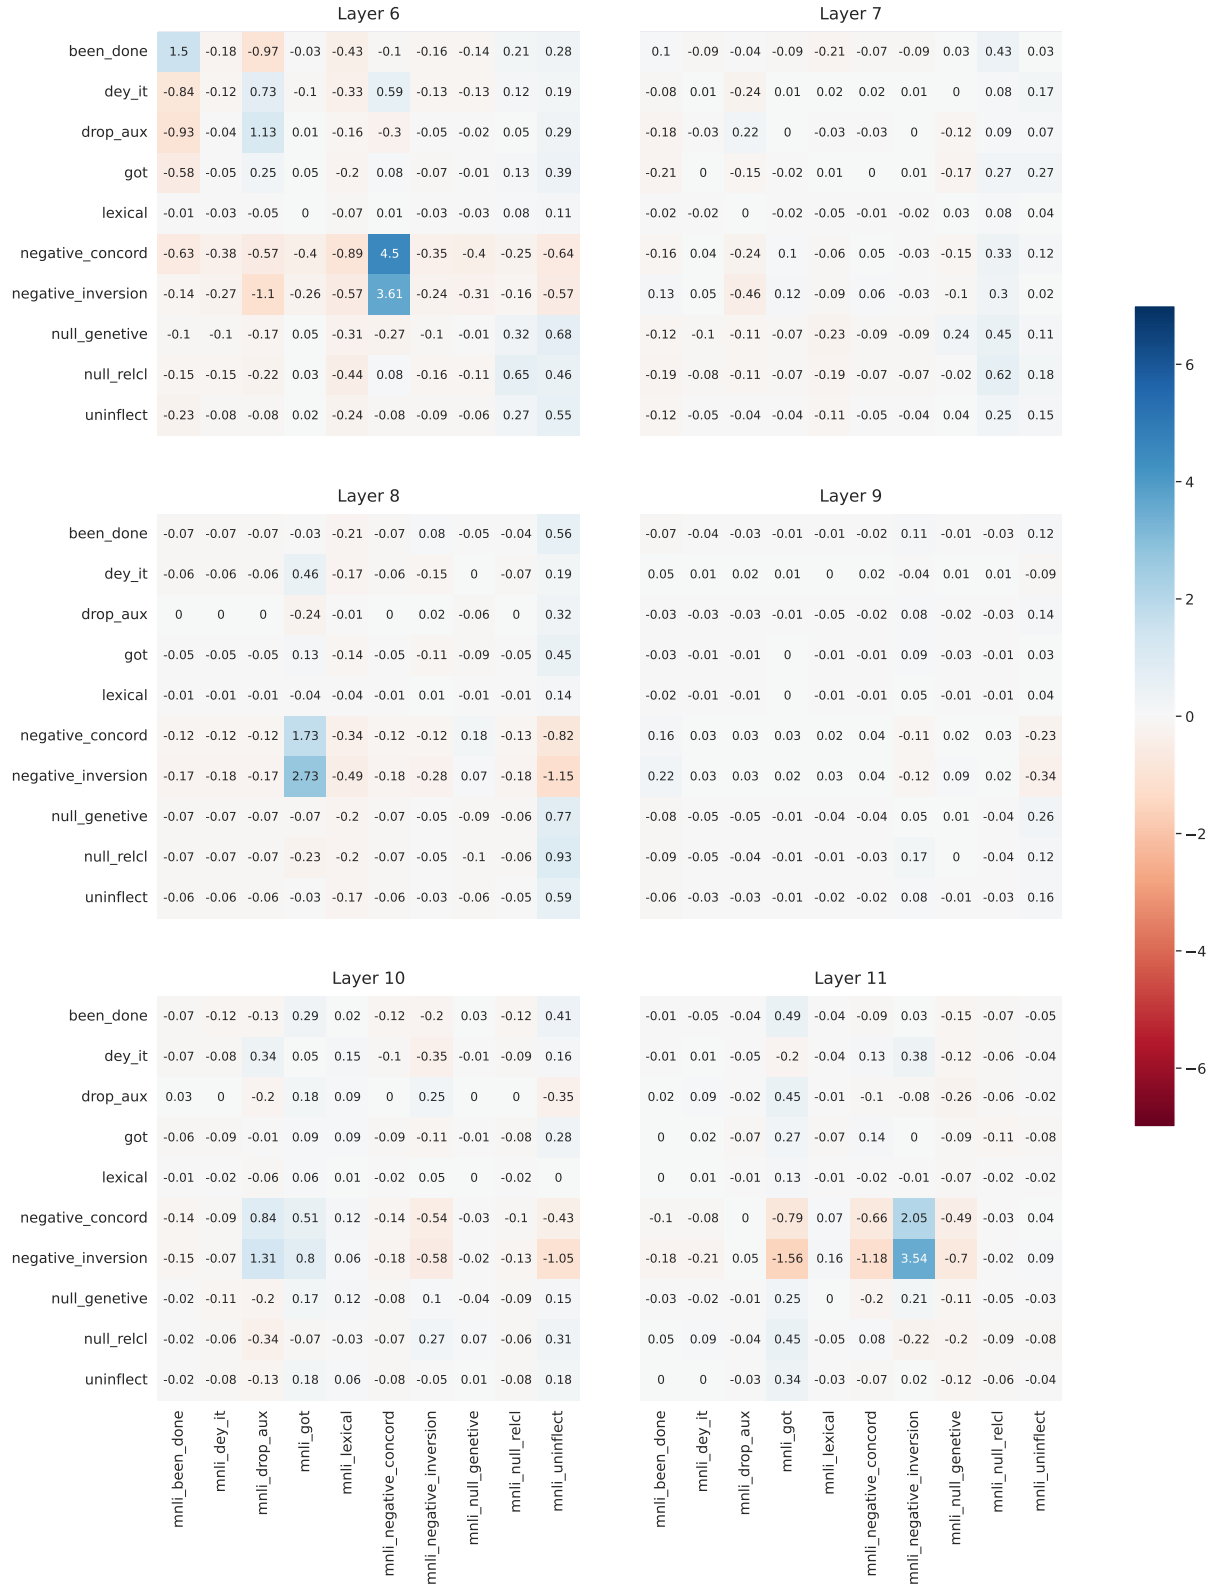 Layer 6
Layer 7
been_done 1.5 -0.18 -0.97 -0.03 -0.43 -0.1 -0.16 -0.14 0.21 0.28 0.1 -0.09 -0.04 -0.09 -0.21 -0.07 -0.09 0.03 0.43 0.03
dey_it -0.84 -0.12 0.73 -0.1 -0.33 0.59 -0.13 -0.13 0.12 0.19 -0.08 0.01 -0.24 0.01 0.02 0.02 0.01 0 0.08 0.17
drop_aux -0.93 -0.04 1.13 0.01 -0.16 -0.3 -0.05 -0.02 0.05 0.29 -0.18 -0.03 0.22 0 -0.03 -0.03 0 -0.12 0.09 0.07
got -0.58 -0.05 0.25 0.05 -0.2 0.08 -0.07 -0.01 0.13 0.39 -0.21 0 -0.15 -0.02 0.01 0 0.01 -0.17 0.27 0.27
lexical -0.01 -0.03 -0.05 0 -0.07 0.01 -0.03 -0.03 0.08 0.11 -0.02 -0.02 0 -0.02 -0.05 -0.01 -0.02 0.03 0.08 0.04
negative_concord -0.63 -0.38 -0.57 -0.4 -0.89 4.5 -0.35 -0.4 -0.25 -0.64 -0.16 0.04 -0.24 0.1 -0.06 0.05 -0.03 -0.15 0.33 0.12
negative_inversion -0.14 -0.27 -1.1 -0.26 -0.57 3.61 -0.24 -0.31 -0.16 -0.57 0.13 0.05 -0.46 0.12 -0.09 0.06 -0.03 -0.1 0.3 0.02
null_genetive -0.1 -0.1 -0.17 0.05 -0.31 -0.27 -0.1 -0.01 0.32 0.68 -0.12 -0.1 -0.11 -0.07 -0.23 -0.09 -0.09 0.24 0.45 0.11
null_relcl -0.15 -0.15 -0.22 0.03 -0.44 0.08 -0.16 -0.11 0.65 0.46 -0.19 -0.08 -0.11 -0.07 -0.19 -0.07 -0.07 -0.02 0.62 0.18
uninflect -0.23 -0.08 -0.08 0.02 -0.24 -0.08 -0.09 -0.06 0.27 0.55 -0.12 -0.05 -0.04 -0.04 -0.11 -0.05 -0.04 0.04 0.25 0.15
Layer 8
Layer 9
been_done -0.07 -0.07 -0.07 -0.03 -0.21 -0.07 0.08 -0.05 -0.04 0.56 -0.07 -0.04 -0.03 -0.01 -0.01 -0.02 0.11 -0.01 -0.03 0.12
dey_it -0.06 -0.06 -0.06 0.46 -0.17 -0.06 -0.15 0 -0.07 0.19 0.05 0.01 0.02 0.01 0 0.02 -0.04 0.01 0.01 -0.09
drop_aux 0 0 0 -0.24 -0.01 0 0.02 -0.06 0 0.32 -0.03 -0.03 -0.03 -0.01 -0.05 -0.02 0.08 -0.02 -0.03 0.14
got -0.05 -0.05 -0.05 0.13 -0.14 -0.05 -0.11 -0.09 -0.05 0.45 -0.03 -0.01 -0.01 0 -0.01 -0.01 0.09 -0.03 -0.01 0.03
lexical -0.01 -0.01 -0.01 -0.04 -0.04 -0.01 0.01 -0.01 -0.01 0.14 -0.02 -0.01 -0.01 0 -0.01 -0.01 0.05 -0.01 -0.01 0.04
negative_concord -0.12 -0.12 -0.12 1.73 -0.34 -0.12 -0.12 0.18 -0.13 -0.82 0.16 0.03 0.03 0.03 0.02 0.04 -0.11 0.02 0.03 -0.23
negative_inversion -0.17 -0.18 -0.17 2.73 -0.49 -0.18 -0.28 0.07 -0.18 -1.15 0.22 0.03 0.03 0.02 0.03 0.04 -0.12 0.09 0.02 -0.34
null_genetive -0.07 -0.07 -0.07 -0.07 -0.2 -0.07 -0.05 -0.09 -0.06 0.77 -0.08 -0.05 -0.05 -0.01 -0.04 -0.04 0.05 0.01 -0.04 0.26
null_relcl -0.07 -0.07 -0.07 -0.23 -0.2 -0.07 -0.05 -0.1 -0.06 0.93 -0.09 -0.05 -0.04 -0.01 -0.01 -0.03 0.17 0 -0.04 0.12
uninflect -0.06 -0.06 -0.06 -0.03 -0.17 -0.06 -0.03 -0.06 -0.05 0.59 -0.06 -0.03 -0.03 -0.01 -0.02 -0.02 0.08 -0.01 -0.03 0.16
Layer 10
Layer 11
been_done -0.07 -0.12 -0.13 0.29 0.02 -0.12 -0.2 0.03 -0.12 0.41 -0.01 -0.05 -0.04 0.49 -0.04 -0.09 0.03 -0.15 -0.07 -0.05
dey_it -0.07 -0.08 0.34 0.05 0.15 -0.1 -0.35 -0.01 -0.09 0.16 -0.01 0.01 -0.05 -0.2 -0.04 0.13 0.38 -0.12 -0.06 -0.04
drop_aux 0.03 0 -0.2 0.18 0.09 0 0.25 0 0 -0.35 0.02 0.09 -0.02 0.45 -0.01 -0.1 -0.08 -0.26 -0.06 -0.02
got -0.06 -0.09 -0.01 0.09 0.09 -0.09 -0.11 -0.01 -0.08 0.28 0 0.02 -0.07 0.27 -0.07 0.14 0 -0.09 -0.11 -0.08
lexical -0.01 -0.02 -0.06 0.06 0.01 -0.02 0.05 0 -0.02 0 0 0.01 -0.01 0.13 -0.01 -0.02 -0.01 -0.07 -0.02 -0.02
negative_concord -0.14 -0.09 0.84 0.51 0.12 -0.14 -0.54 -0.03 -0.1 -0.43 -0.1 -0.08 0 -0.79 0.07 -0.66 2.05 -0.49 -0.03 0.04
negative_inversion -0.15 -0.07 1.31 0.8 0.06 -0.18 -0.58 -0.02 -0.13 -1.05 -0.18 -0.21 0.05 -1.56 0.16 -1.18 3.54 -0.7 -0.02 0.09
null_genetive -0.02 -0.11 -0.2 0.17 0.12 -0.08 0.1 -0.04 -0.09 0.15 -0.03 -0.02 -0.01 0.25 0 -0.2 0.21 -0.11 -0.05 -0.03
null_relcl -0.02 -0.06 -0.34 -0.07 -0.03 -0.07 0.27 0.07 -0.06 0.31 0.05 0.09 -0.04 0.45 -0.05 0.08 -0.22 -0.2 -0.09 -0.08
uninflect -0.02 -0.08 -0.13 0.18 0.06 -0.08 -0.05 0.01 -0.08 0.18 0 0 -0.03 0.34 -0.03 -0.07 0.02 -0.12 -0.06 -0.04
mnli_been_done
mnli_dey_it
mnli_drop_aux
mnli_got
mnli_lexical
mnli_negative_concord
mnli_negative_inversion
mnli_null_genetive
mnli_null_relcl
mnli_uninflect
mnli_been_done
mnli_dey_it
mnli_drop_aux
mnli_got
mnli_lexical
mnli_negative_concord
mnli_negative_inversion
mnli_null_genetive
mnli_null_relcl
mnli_uninflect
6
4
2
0
−2
−4
−6